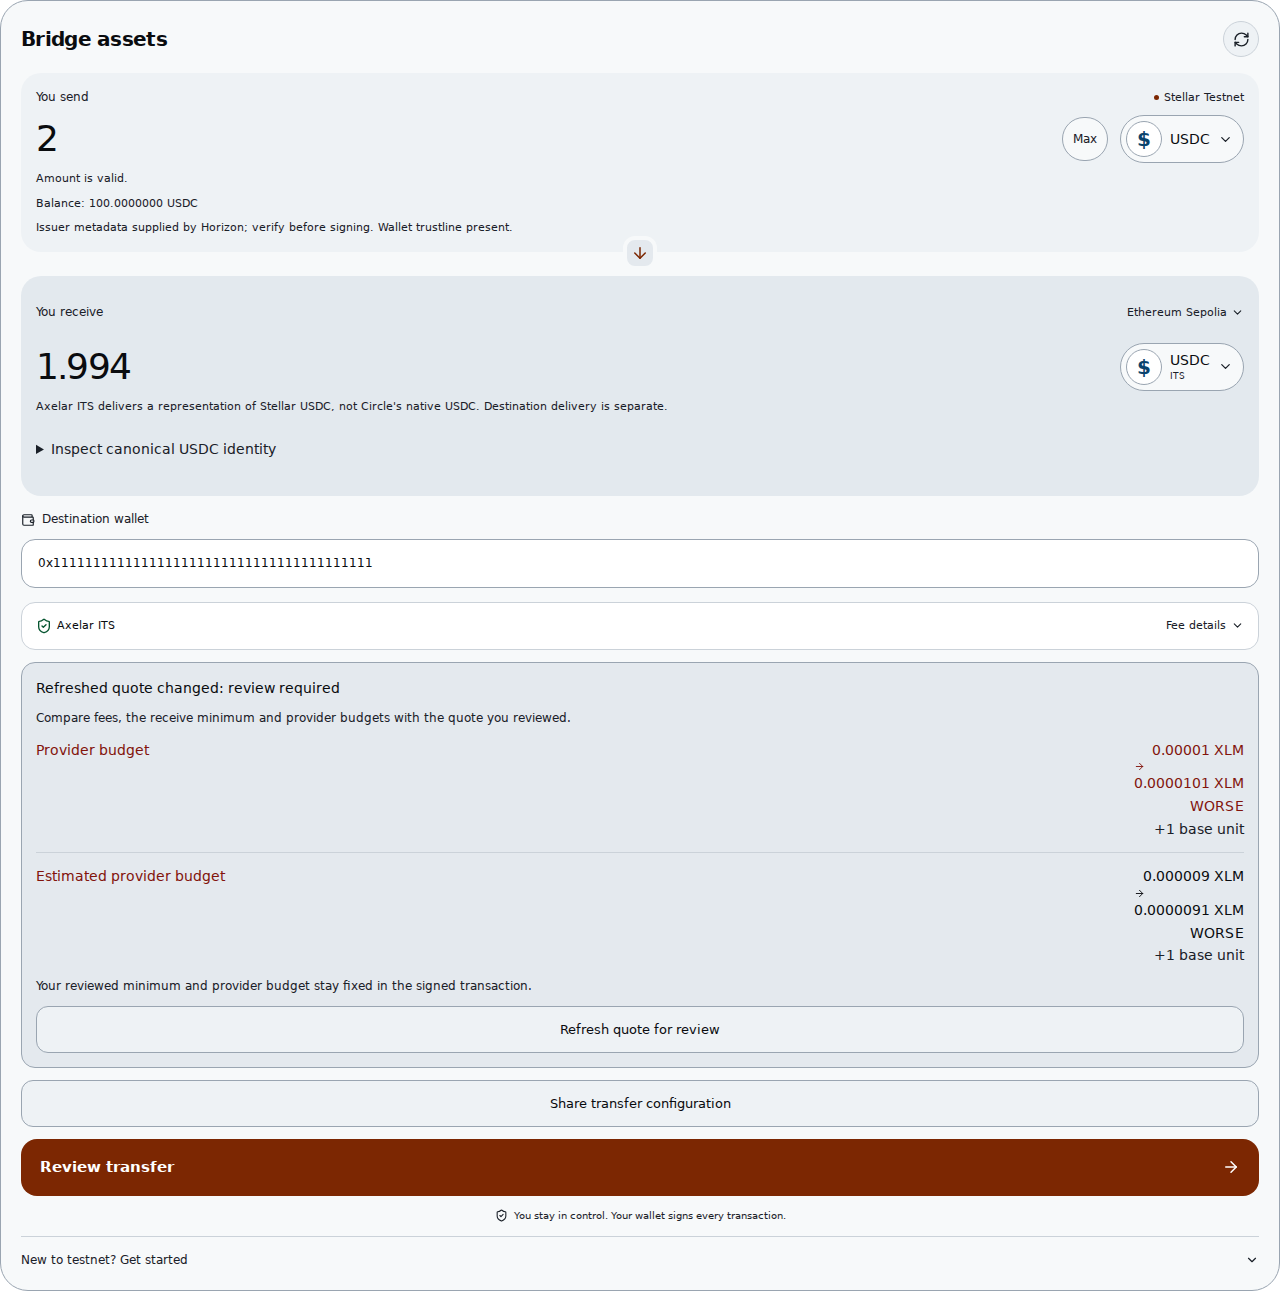 Bridge assets
You send
Stellar Testnet
2
Max
$ USDC
Amount is valid.
Balance: 100.0000000 USDC
Issuer metadata supplied by Horizon; verify before signing. Wallet trustline present.
You receive
Ethereum Sepolia
1.994
$ USDC
ITS
Axelar ITS delivers a representation of Stellar USDC, not Circle's native USDC. Destination delivery is separate.
Inspect canonical USDC identity
Destination wallet
0x1111111111111111111111111111111111111111
Axelar ITS
Fee details
Refreshed quote changed: review required
Compare fees, the receive minimum and provider budgets with the quote you reviewed.
Provider budget
0.00001 XLM
→
0.0000101 XLM
WORSE
+1 base unit
Estimated provider budget
0.000009 XLM
→
0.0000091 XLM
WORSE
+1 base unit
Your reviewed minimum and provider budget stay fixed in the signed transaction.
Refresh quote for review
Share transfer configuration
Review transfer
You stay in control. Your wallet signs every transaction.
New to testnet? Get started